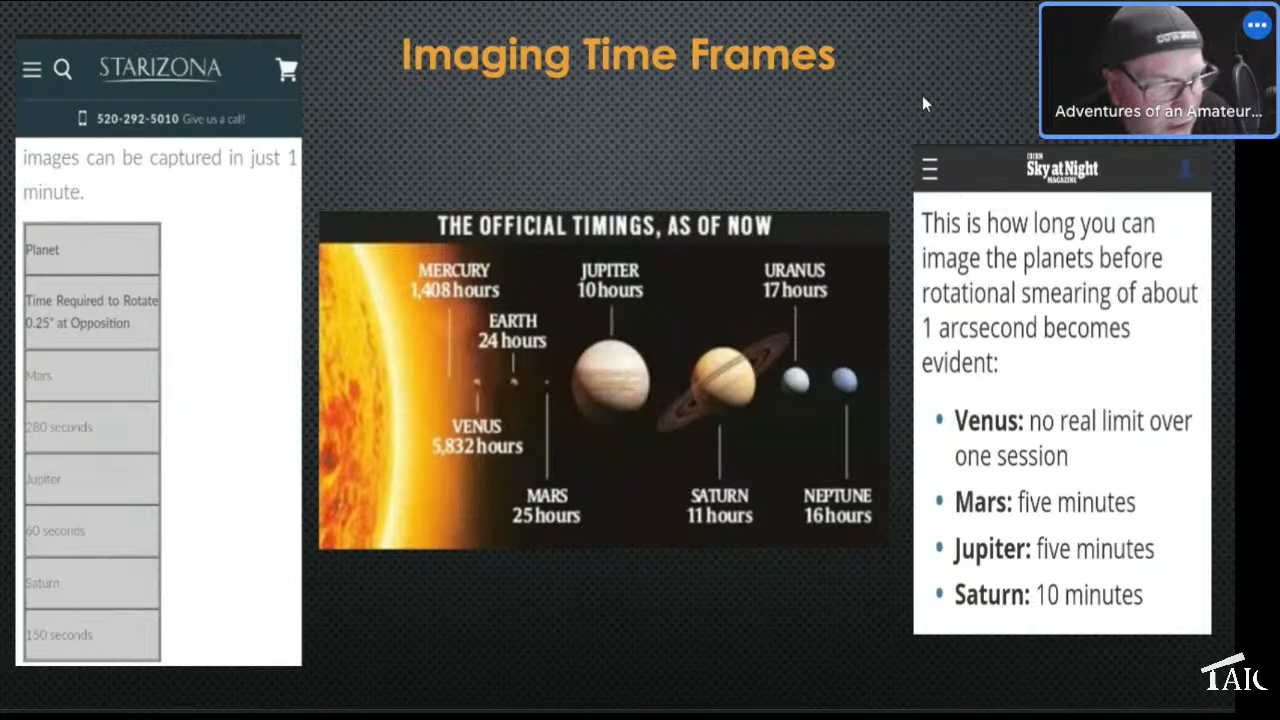 Imaging Time Frames
STARIZONA
520-292-5010 Give us a call!
images can be captured in just 1
minute.
Planet
Time Required to Rotate
0.25" at Opposition
Mars
280 seconds
Jupiter
60 seconds
Saturn
150 seconds
THE OFFICIAL TIMINGS, AS OF NOW
MERCURY
1,408 hours
EARTH
24 hours
VENUS
5,832 hours
MARS
25 hours
JUPITER
10 hours
SATURN
11 hours
URANUS
17 hours
NEPTUNE
16 hours
Adventures of an Amateur...
BBC
Sky at Night
MAGAZINE
This is how long you can
image the planets before
rotational smearing of about
1 arcsecond becomes
evident:
• Venus: no real limit over
one session
• Mars: five minutes
• Jupiter: five minutes
• Saturn: 10 minutes